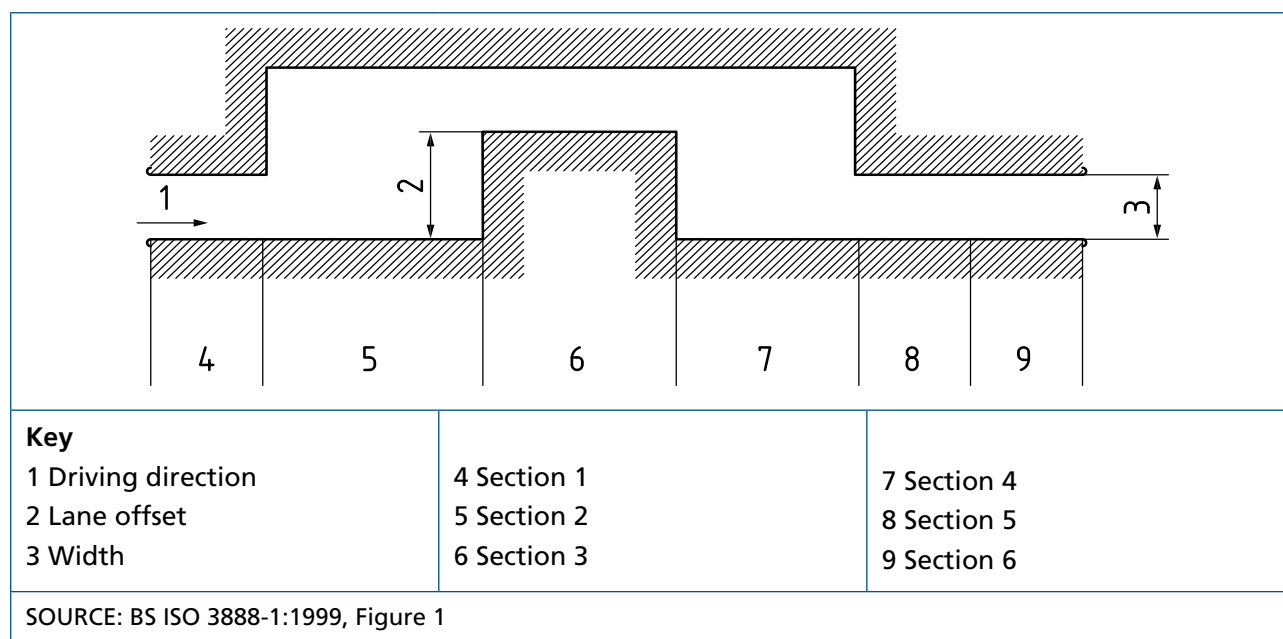 1
2
3
4
5
6
7
8
9
Key
1 Driving direction
2 Lane offset
3 Width
4 Section 1
5 Section 2
6 Section 3
7 Section 4
8 Section 5
9 Section 6
SOURCE: BS ISO 3888-1:1999, Figure 1